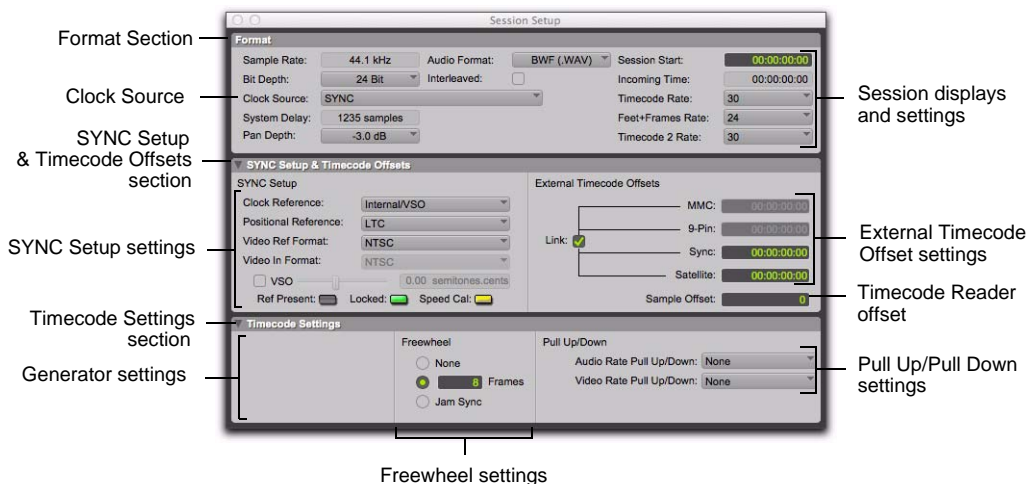 Session Setup
Format Section
Format
Sample Rate: 44.1 kHz Audio Format: BWF (.WAV) Session Start: 00:00:00:00
Bit Depth: 24 Bit Interleaved: Incoming Time: 00:00:00:00
Clock Source
Clock Source: SYNC Timecode Rate: 30
System Delay: 1235 samples Feet+Frames Rate: 24
Pan Depth: -3.0 dB Timecode 2 Rate: 30
Session displays
and settings
SYNC Setup
& Timecode Offsets
section
SYNC Setup & Timecode Offsets
SYNC Setup External Timecode Offsets
Clock Reference: Internal/VSO MMC: 00:00:00:00
Positional Reference: LTC 9-Pin: 00:00:00:00
Video Ref Format: NTSC Link: Sync: 00:00:00:00
Video In Format: NTSC
VSO 0.00 semitones.cents Satellite: 00:00:00:00
Ref Present: Locked: Speed Cal: Sample Offset: 0
SYNC Setup settings
External Timecode
Offset settings
Timecode Reader
offset
Timecode Settings
section
Timecode Settings
Generator settings
Freewheel Pull Up/Down
None Audio Rate Pull Up/Down: None
8 Frames Video Rate Pull Up/Down: None
Jam Sync
Pull Up/Pull Down
settings
Freewheel settings